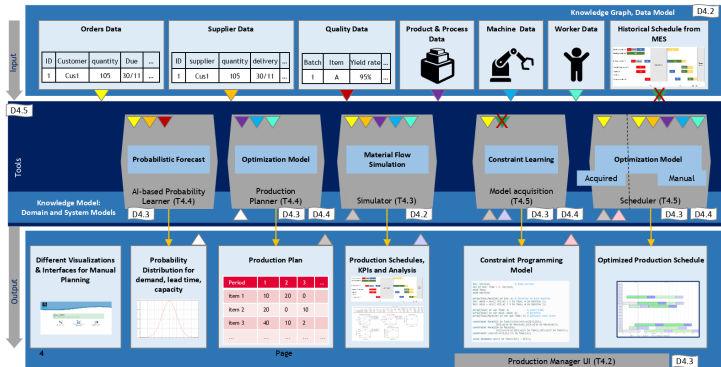 Knowledge Graph, Data Model
D4.2
Input
Orders Data
ID Customer quantity Due ...
1 Cus1 105 30/11 ...
Supplier Data
ID supplier quantity delivery ...
1 Cus1 105 30/11 ...
Quality Data
Batch Item Yield rate ...
1 A 95% ...
Product & Process
Data
Machine Data
Worker Data
Historical Schedule from
MES
D4.5
Tools
Probabilistic Forecast
AI-based Probability
Learner (T4.4)
D4.3
Optimization Model
Production
Planner (T4.4)
D4.3 D4.4
Material Flow
Simulation
Simulator (T4.3)
D4.2
Constraint Learning
Model acquisition
(T4.5)
D4.3 D4.4
Optimization Model
Acquired Manual
Scheduler (T4.5)
D4.3 D4.4
Knowledge Model:
Domain and System Models
Output
Different Visualizations
& Interfaces for Manual
Planning
Probability
Distribution for
demand, lead time,
capacity
Production Plan
Period 1 2 3 ...
Item 1 10 20 0
Item 2 20 0 10
Item 3 40 10 2
.... ... ... ...
Production Schedules,
KPIs and Analysis
Constraint Programming
Model
Optimized Production Schedule
4
Page
Production Manager UI (T4.2)
D4.3